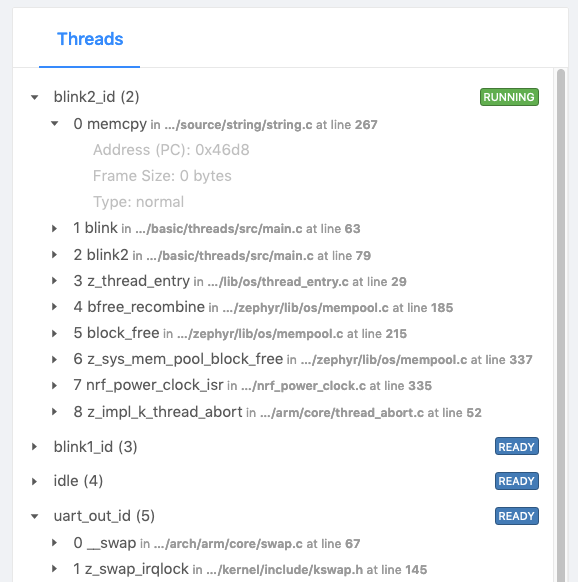 Threads
blink2_id (2) RUNNING
0 memcpy in .../source/string/string.c at line 267
Address (PC): 0x46d8
Frame Size: 0 bytes
Type: normal
1 blink in .../basic/threads/src/main.c at line 63
2 blink2 in .../basic/threads/src/main.c at line 79
3 z_thread_entry in .../lib/os/thread_entry.c at line 29
4 bfree_recombine in .../zephyr/lib/os/mempool.c at line 185
5 block_free in .../zephyr/lib/os/mempool.c at line 215
6 z_sys_mem_pool_block_free in .../zephyr/lib/os/mempool.c at line 337
7 nrf_power_clock_isr in .../nrf_power_clock.c at line 335
8 z_impl_k_thread_abort in .../arm/core/thread_abort.c at line 52
blink1_id (3) READY
idle (4) READY
uart_out_id (5) READY
0 __swap in .../arch/arm/core/swap.c at line 67
1 z_swap_irqlock in .../kernel/include/kswap.h at line 145